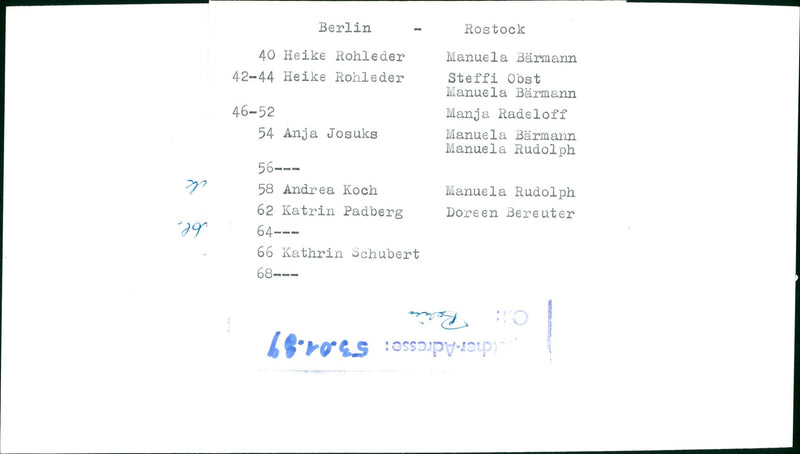 Berlin - Rostock
40 Heike Rohleder Manuela Bärmann
42-44 Heike Rohleder Steffi Obst
Manuela Bärmann
46-52 Manja Radeloff
54 Anja Josuks Manuela Bärmann
Manuela Rudolph
56---
58 Andrea Koch Manuela Rudolph
62 Katrin Padberg Doreen Bereuter
64---
66 Kathrin Schubert
68---